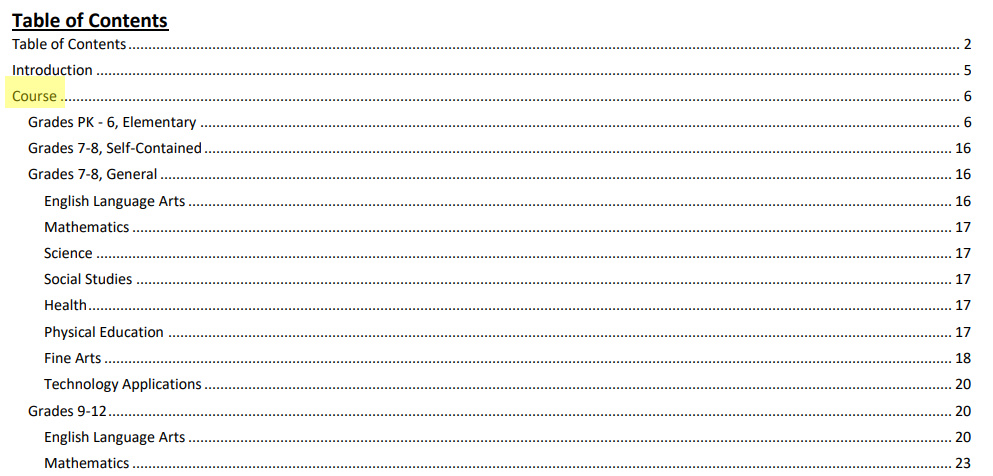 Table of Contents
Table of Contents ........................................ 2
Introduction ........................................ 5
Course ........................................ 6
Grades PK - 6, Elementary ........................................ 6
Grades 7-8, Self-Contained ........................................ 16
Grades 7-8, General ........................................ 16
English Language Arts ........................................ 16
Mathematics ........................................ 17
Science ........................................ 17
Social Studies ........................................ 17
Health ........................................ 17
Physical Education ........................................ 17
Fine Arts ........................................ 18
Technology Applications ........................................ 20
Grades 9-12 ........................................ 20
English Language Arts ........................................ 20
Mathematics ........................................ 23